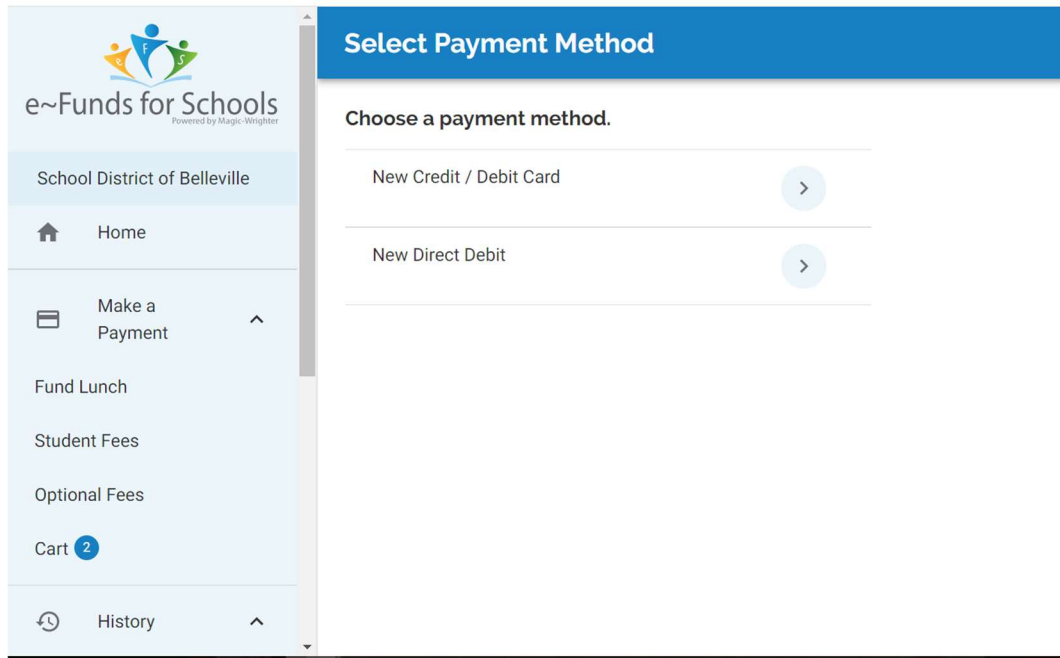 e F S
e~Funds for Schools
Powered by Magic-Wrighter
School District of Belleville
Home
Make a
Payment
Fund Lunch
Student Fees
Optional Fees
Cart 2
History
Select Payment Method
Choose a payment method.
New Credit / Debit Card
New Direct Debit